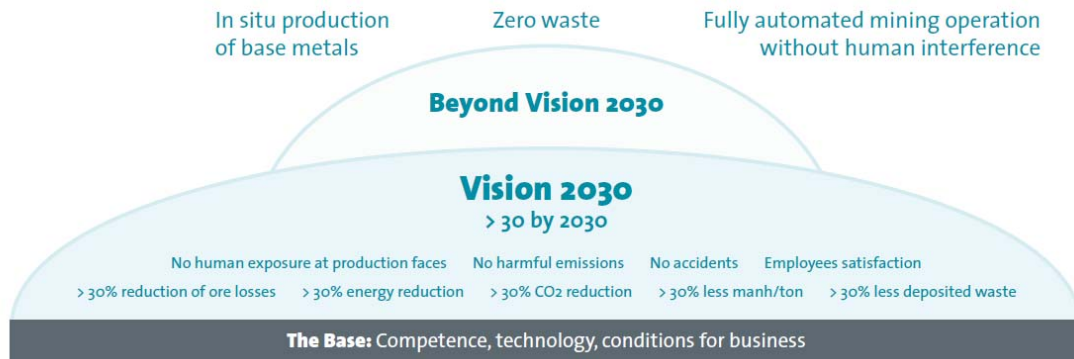 In situ production
of base metals
Zero waste
Fully automated mining operation
without human interference
Beyond Vision 2030
Vision 2030
> 30 by 2030
No human exposure at production faces No harmful emissions No accidents Employees satisfaction
> 30% reduction of ore losses > 30% energy reduction > 30% CO2 reduction > 30% less manh/ton > 30% less deposited waste
The Base: Competence, technology, conditions for business